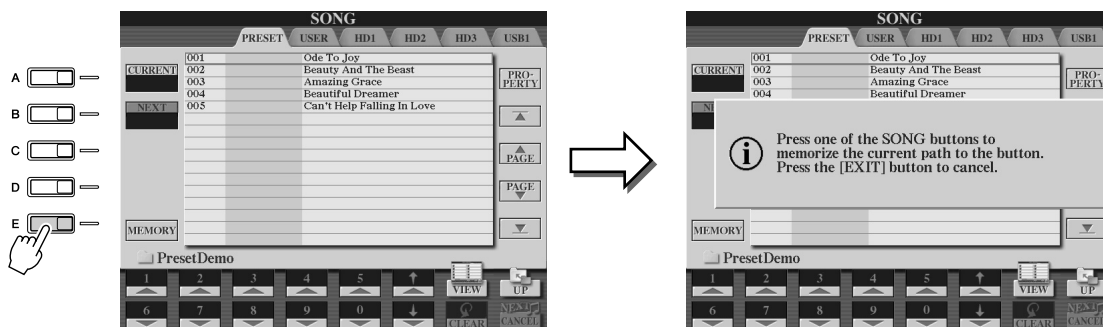 SONG
PRESET USER HD1 HD2 HD3 USB1
A
B
C
D
E
CURRENT
NEXT
MEMORY
001 Ode To Joy
002 Beauty And The Beast
003 Amazing Grace
004 Beautiful Dreamer
005 Can't Help Falling In Love
PRO-
PERTY
PAGE
PAGE
PresetDemo
1 2 3 4 5
VIEW UP
6 7 8 9 0
CLEAR
NEXT
CANCEL
SONG
PRESET USER HD1 HD2 HD3 USB1
CURRENT
001 Ode To Joy
002 Beauty And The Beast
003 Amazing Grace
004 Beautiful Dreamer
PRO-
PERTY
Press one of the SONG buttons to
memorize the current path to the button.
Press the [EXIT] button to cancel.
MEMORY
PresetDemo
1 2 3 4 5
VIEW UP
6 7 8 9 0
CLEAR
NEXT
CANCEL